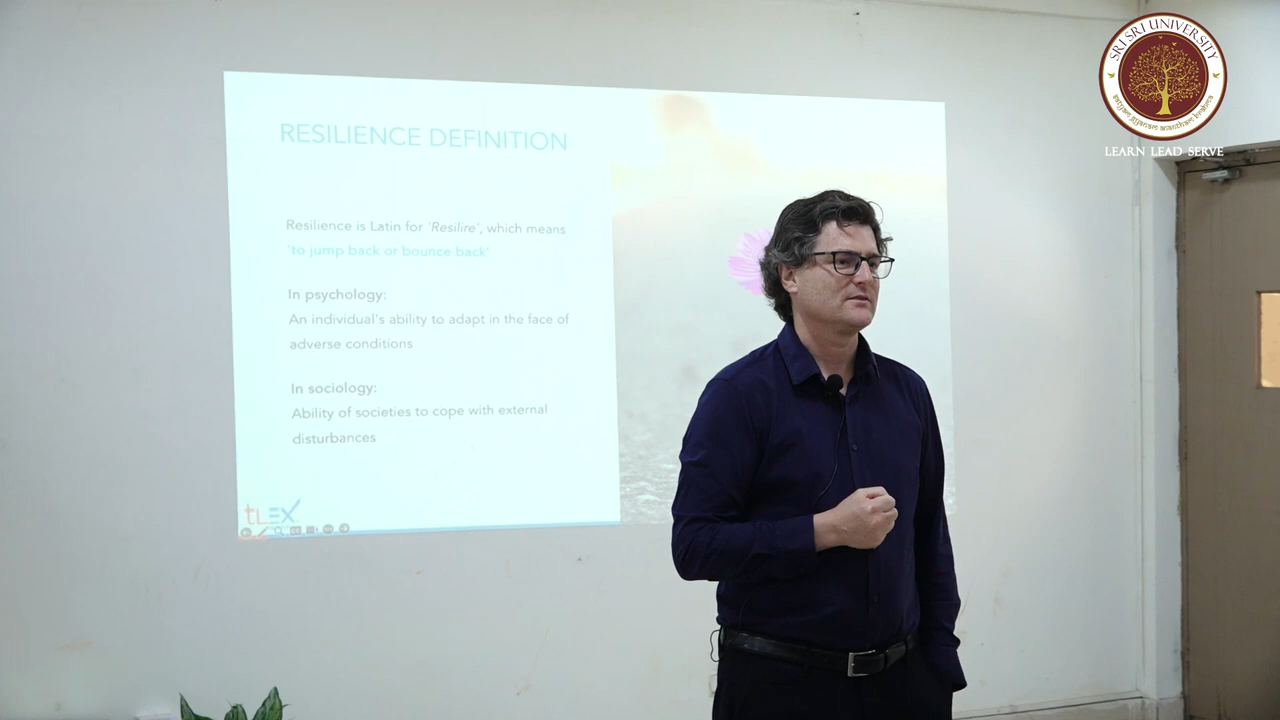 SRI SRI UNIVERSITY
LEARN LEAD SERVE
RESILIENCE DEFINITION
Resilience is Latin for 'Resilire', which means
'to jump back or bounce back'
In psychology:
An individual's ability to adapt in the face of
adverse conditions
In sociology:
Ability of societies to cope with external
disturbances
tLEX